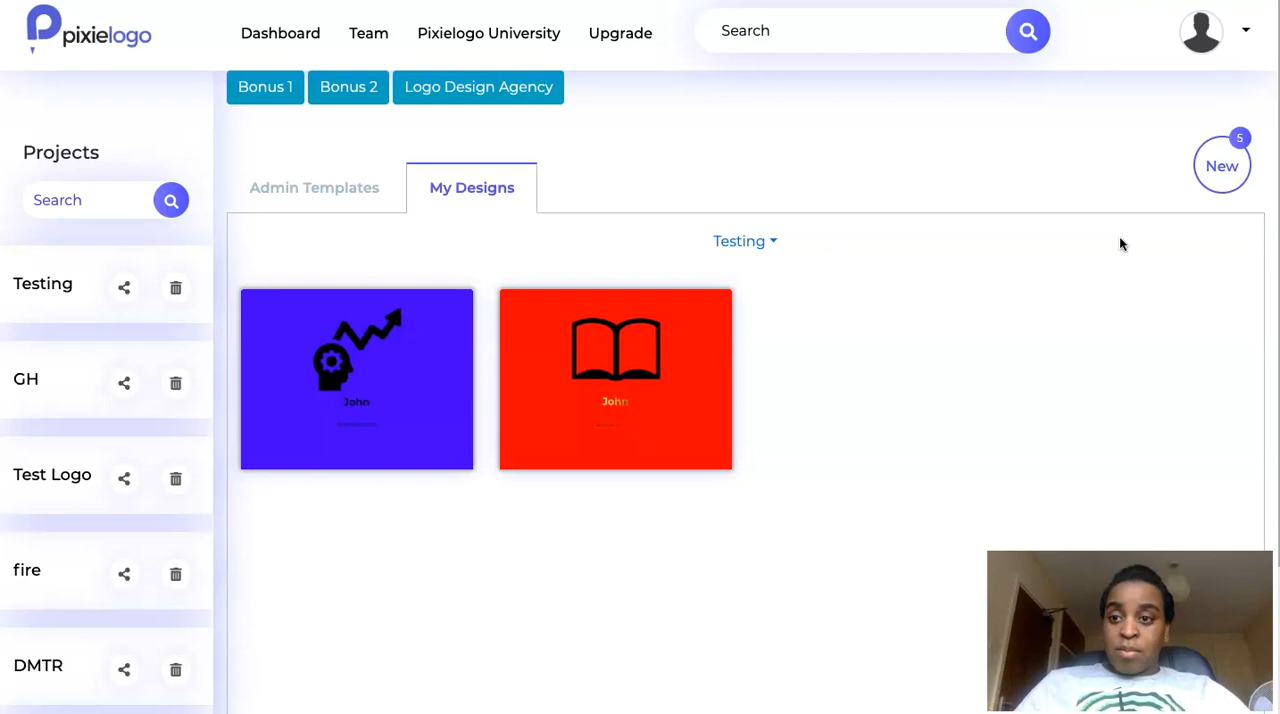 pixielogo
Dashboard
Team
Pixielogo University
Upgrade
Search
Bonus 1
Bonus 2
Logo Design Agency
Projects
Search
Testing
GH
Test Logo
fire
DMTR
Admin Templates
My Designs
5
New
Testing
John
John